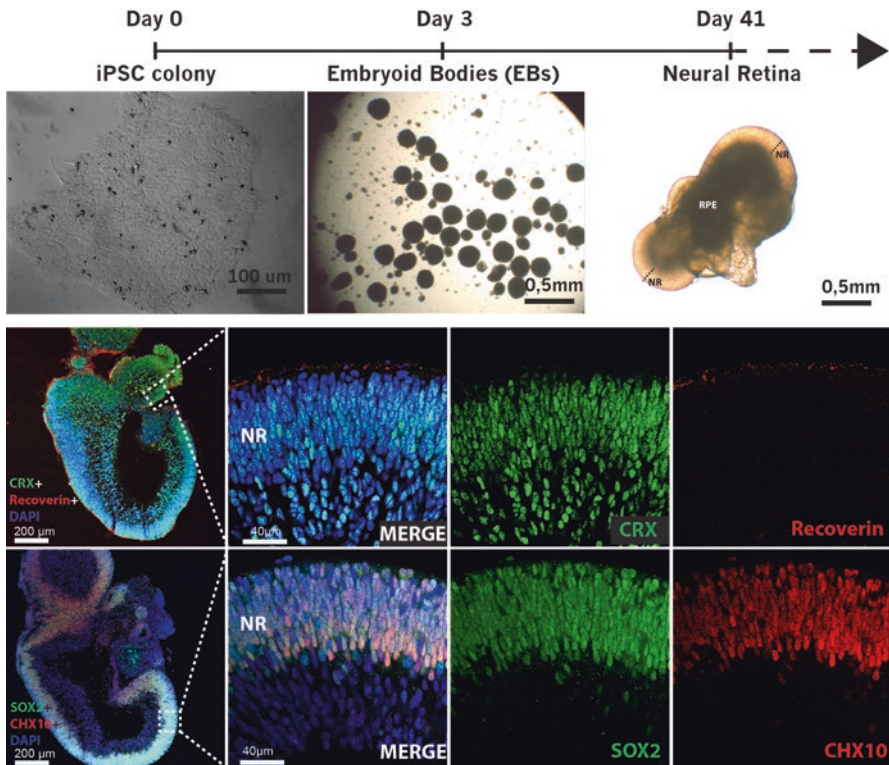 Day 0 Day 3 Day 41
iPSC colony Embryoid Bodies (EBs) Neural Retina
NR
RPE
NR
100 um 0,5mm 0,5mm
NR
CRX+
Recoverin+
DAPI
200 µm 40µm MERGE CRX Recoverin
NR
SOX2+
CHX10+
DAPI
200 µm 40µm MERGE SOX2 CHX10